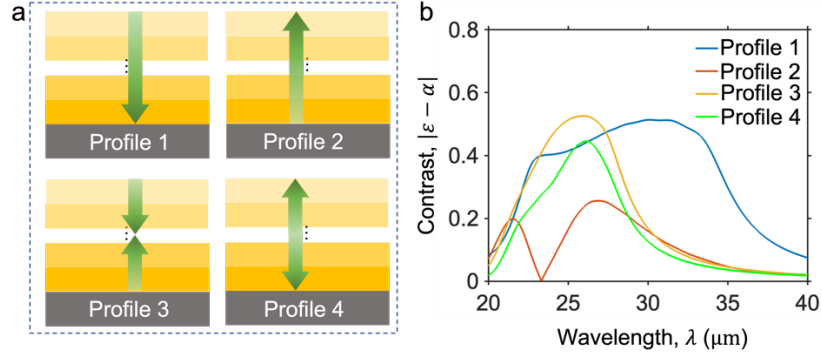 a
Profile 1
Profile 2
Profile 3
Profile 4
b
Contrast, |ε − α|
0.8
0.6
0.4
0.2
0
20
25
30
35
40
Wavelength, λ (μm)
Profile 1
Profile 2
Profile 3
Profile 4